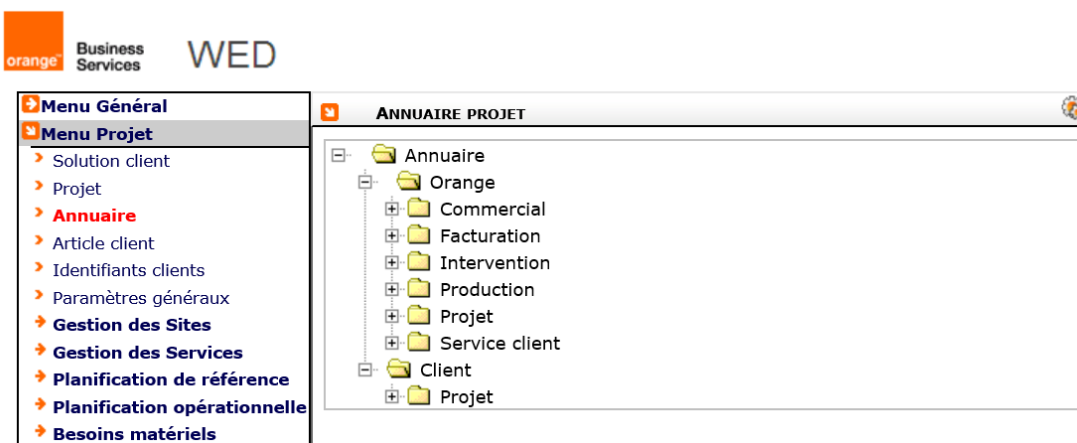 orange™
Business
Services
WED
Menu Général
Menu Projet
Solution client
Projet
Annuaire
Article client
Identifiants clients
Paramètres généraux
Gestion des Sites
Gestion des Services
Planification de référence
Planification opérationnelle
Besoins matériels
ANNUAIRE PROJET
Annuaire
Orange
Commercial
Facturation
Intervention
Production
Projet
Service client
Client
Projet